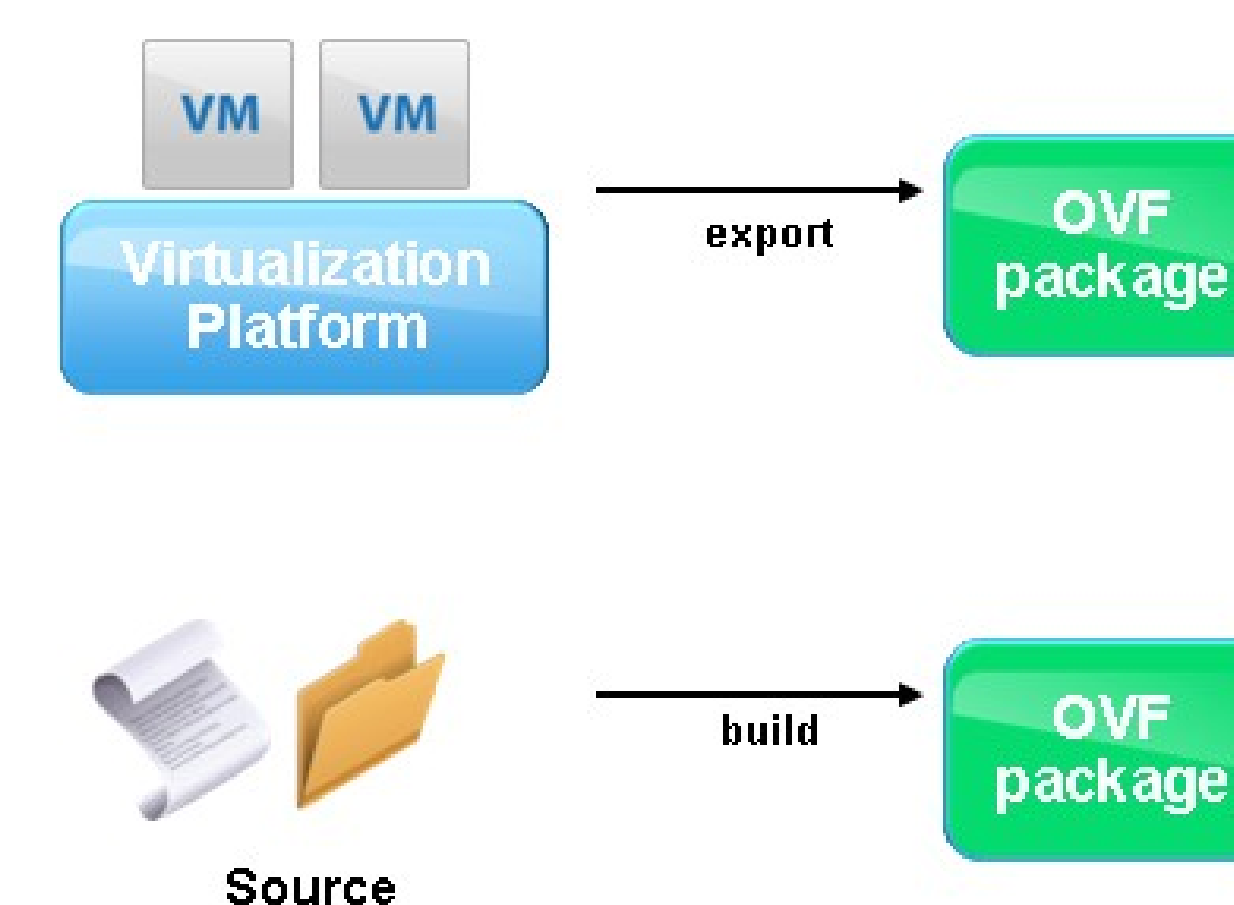 VM VM
Virtualization
Platform
export
OVF
package
build
OVF
package
Source